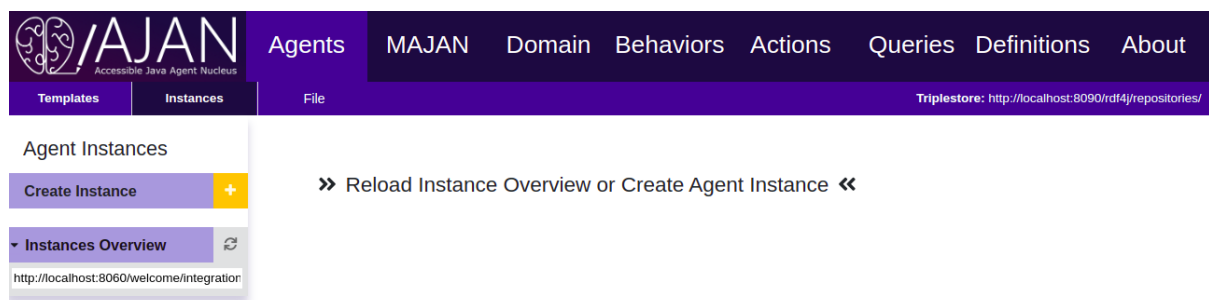 /AJAN
Accessible Java Agent Nucleus
Agents MAJAN Domain Behaviors Actions Queries Definitions About
Templates Instances File Triplestore: http://localhost:8090/rdf4j/repositories/
Agent Instances
Create Instance +
» Reload Instance Overview or Create Agent Instance «
Instances Overview
http://localhost:8060/welcome/integration